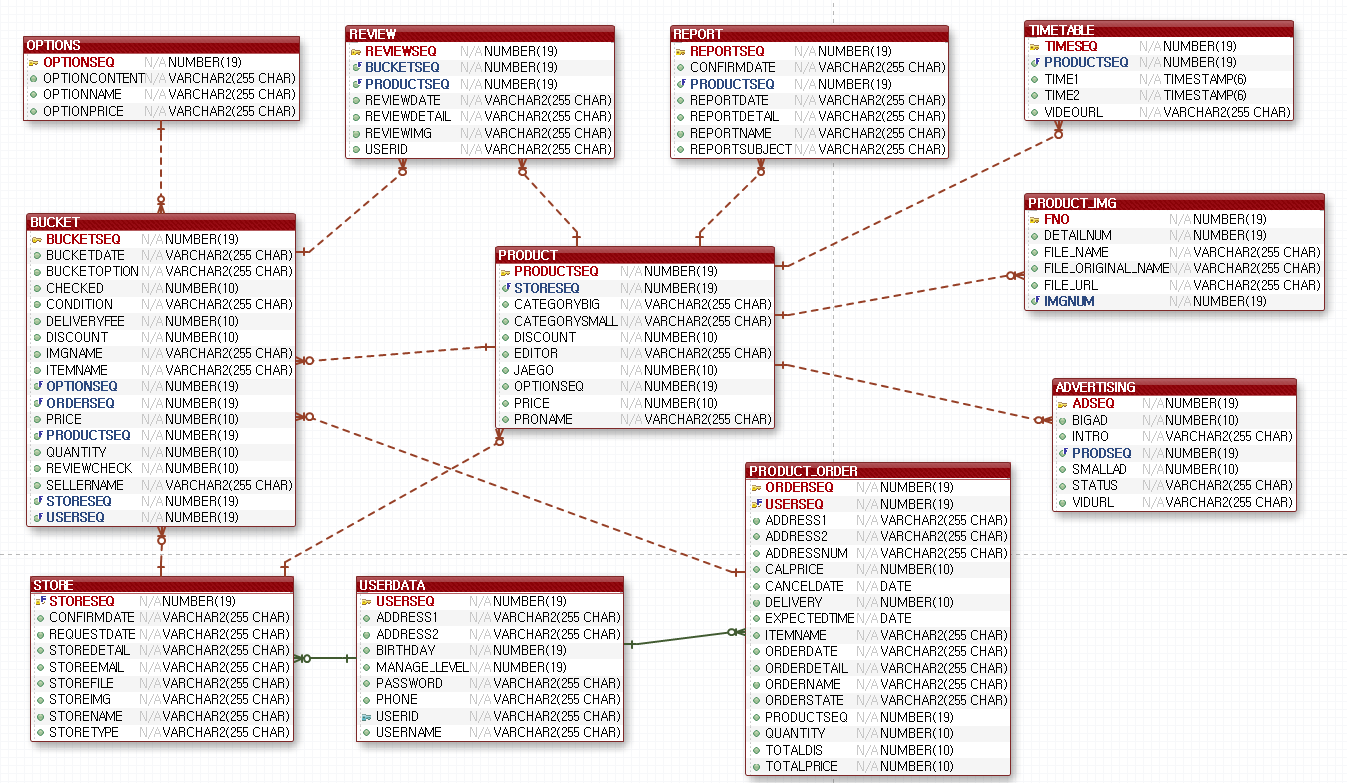 OPTIONS
OPTIONSEQ N/A NUMBER(19)
OPTIONCONTENT N/A VARCHAR2(255 CHAR)
OPTIONNAME N/A VARCHAR2(255 CHAR)
OPTIONPRICE N/A VARCHAR2(255 CHAR)
REVIEW
REVIEWSEQ N/A NUMBER(19)
BUCKETSEQ N/A NUMBER(19)
PRODUCTSEQ N/A NUMBER(19)
REVIEWDATE N/A VARCHAR2(255 CHAR)
REVIEWDETAIL N/A VARCHAR2(255 CHAR)
REVIEWIMG N/A VARCHAR2(255 CHAR)
USERID N/A VARCHAR2(255 CHAR)
REPORT
REPORTSEQ N/A NUMBER(19)
CONFIRMDATE N/A VARCHAR2(255 CHAR)
PRODUCTSEQ N/A NUMBER(19)
REPORTDATE N/A VARCHAR2(255 CHAR)
REPORTDETAIL N/A VARCHAR2(255 CHAR)
REPORTNAME N/A VARCHAR2(255 CHAR)
REPORTSUBJECT N/A VARCHAR2(255 CHAR)
TIMETABLE
TIMESEQ N/A NUMBER(19)
PRODUCTSEQ N/A NUMBER(19)
TIME1 N/A TIMESTAMP(6)
TIME2 N/A TIMESTAMP(6)
VIDEOURL N/A VARCHAR2(255 CHAR)
BUCKET
BUCKETSEQ N/A NUMBER(19)
BUCKETDATE N/A VARCHAR2(255 CHAR)
BUCKETOPTION N/A VARCHAR2(255 CHAR)
CHECKED N/A NUMBER(10)
CONDITION N/A VARCHAR2(255 CHAR)
DELIVERYFEE N/A NUMBER(10)
DISCOUNT N/A NUMBER(10)
IMGNAME N/A VARCHAR2(255 CHAR)
ITEMNAME N/A VARCHAR2(255 CHAR)
OPTIONSEQ N/A NUMBER(19)
ORDERSEQ N/A NUMBER(19)
PRICE N/A NUMBER(10)
PRODUCTSEQ N/A NUMBER(19)
QUANTITY N/A NUMBER(10)
REVIEWCHECK N/A NUMBER(10)
SELLERNAME N/A VARCHAR2(255 CHAR)
STORESEQ N/A NUMBER(19)
USERSEQ N/A NUMBER(19)
PRODUCT
PRODUCTSEQ N/A NUMBER(19)
STORESEQ N/A NUMBER(19)
CATEGORYBIG N/A VARCHAR2(255 CHAR)
CATEGORYSMALL N/A VARCHAR2(255 CHAR)
DISCOUNT N/A NUMBER(10)
EDITOR N/A VARCHAR2(255 CHAR)
JAEGO N/A NUMBER(10)
OPTIONSEQ N/A NUMBER(19)
PRICE N/A NUMBER(10)
PRONAME N/A VARCHAR2(255 CHAR)
PRODUCT_IMG
FNO N/A NUMBER(19)
DETAILNUM N/A NUMBER(19)
FILE_NAME N/A VARCHAR2(255 CHAR)
FILE_ORIGINAL_NAME N/A VARCHAR2(255 CHAR)
FILE_URL N/A VARCHAR2(255 CHAR)
IMGNUM N/A NUMBER(19)
ADVERTISING
ADSEQ N/A NUMBER(19)
BIGAD N/A NUMBER(10)
INTRO N/A VARCHAR2(255 CHAR)
PRODSEQ N/A NUMBER(19)
SMALLAD N/A NUMBER(10)
STATUS N/A VARCHAR2(255 CHAR)
VIDURL N/A VARCHAR2(255 CHAR)
STORE
STORESEQ N/A NUMBER(19)
CONFIRMDATE N/A VARCHAR2(255 CHAR)
REQUESTDATE N/A VARCHAR2(255 CHAR)
STOREDETAIL N/A VARCHAR2(255 CHAR)
STOREEMAIL N/A VARCHAR2(255 CHAR)
STOREFILE N/A VARCHAR2(255 CHAR)
STOREIMG N/A VARCHAR2(255 CHAR)
STORENAME N/A VARCHAR2(255 CHAR)
STORETYPE N/A VARCHAR2(255 CHAR)
USERDATA
USERSEQ N/A NUMBER(19)
ADDRESS1 N/A VARCHAR2(255 CHAR)
ADDRESS2 N/A VARCHAR2(255 CHAR)
BIRTHDAY N/A NUMBER(19)
MANAGE_LEVEL N/A NUMBER(19)
PASSWORD N/A VARCHAR2(255 CHAR)
PHONE N/A VARCHAR2(255 CHAR)
USERID N/A VARCHAR2(255 CHAR)
USERNAME N/A VARCHAR2(255 CHAR)
PRODUCT_ORDER
ORDERSEQ N/A NUMBER(19)
USERSEQ N/A NUMBER(19)
ADDRESS1 N/A VARCHAR2(255 CHAR)
ADDRESS2 N/A VARCHAR2(255 CHAR)
ADDRESSNUM N/A VARCHAR2(255 CHAR)
CALPRICE N/A NUMBER(10)
CANCELDATE N/A DATE
DELIVERY N/A NUMBER(10)
EXPECTEDTIME N/A DATE
ITEMNAME N/A VARCHAR2(255 CHAR)
ORDERDATE N/A VARCHAR2(255 CHAR)
ORDERDETAIL N/A VARCHAR2(255 CHAR)
ORDERNAME N/A VARCHAR2(255 CHAR)
ORDERSTATE N/A VARCHAR2(255 CHAR)
PRODUCTSEQ N/A NUMBER(19)
QUANTITY N/A NUMBER(10)
TOTALDIS N/A NUMBER(10)
TOTALPRICE N/A NUMBER(10)